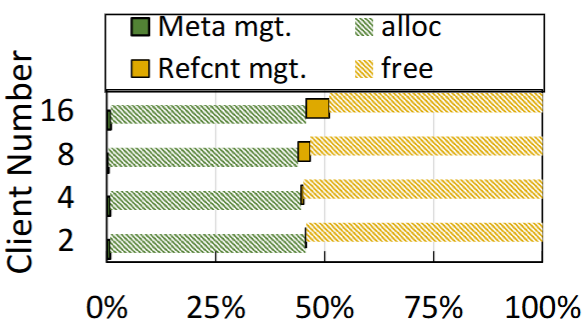 Meta mgt. alloc
Refcnt mgt. free
Client Number
16
8
4
2
0% 25% 50% 75% 100%